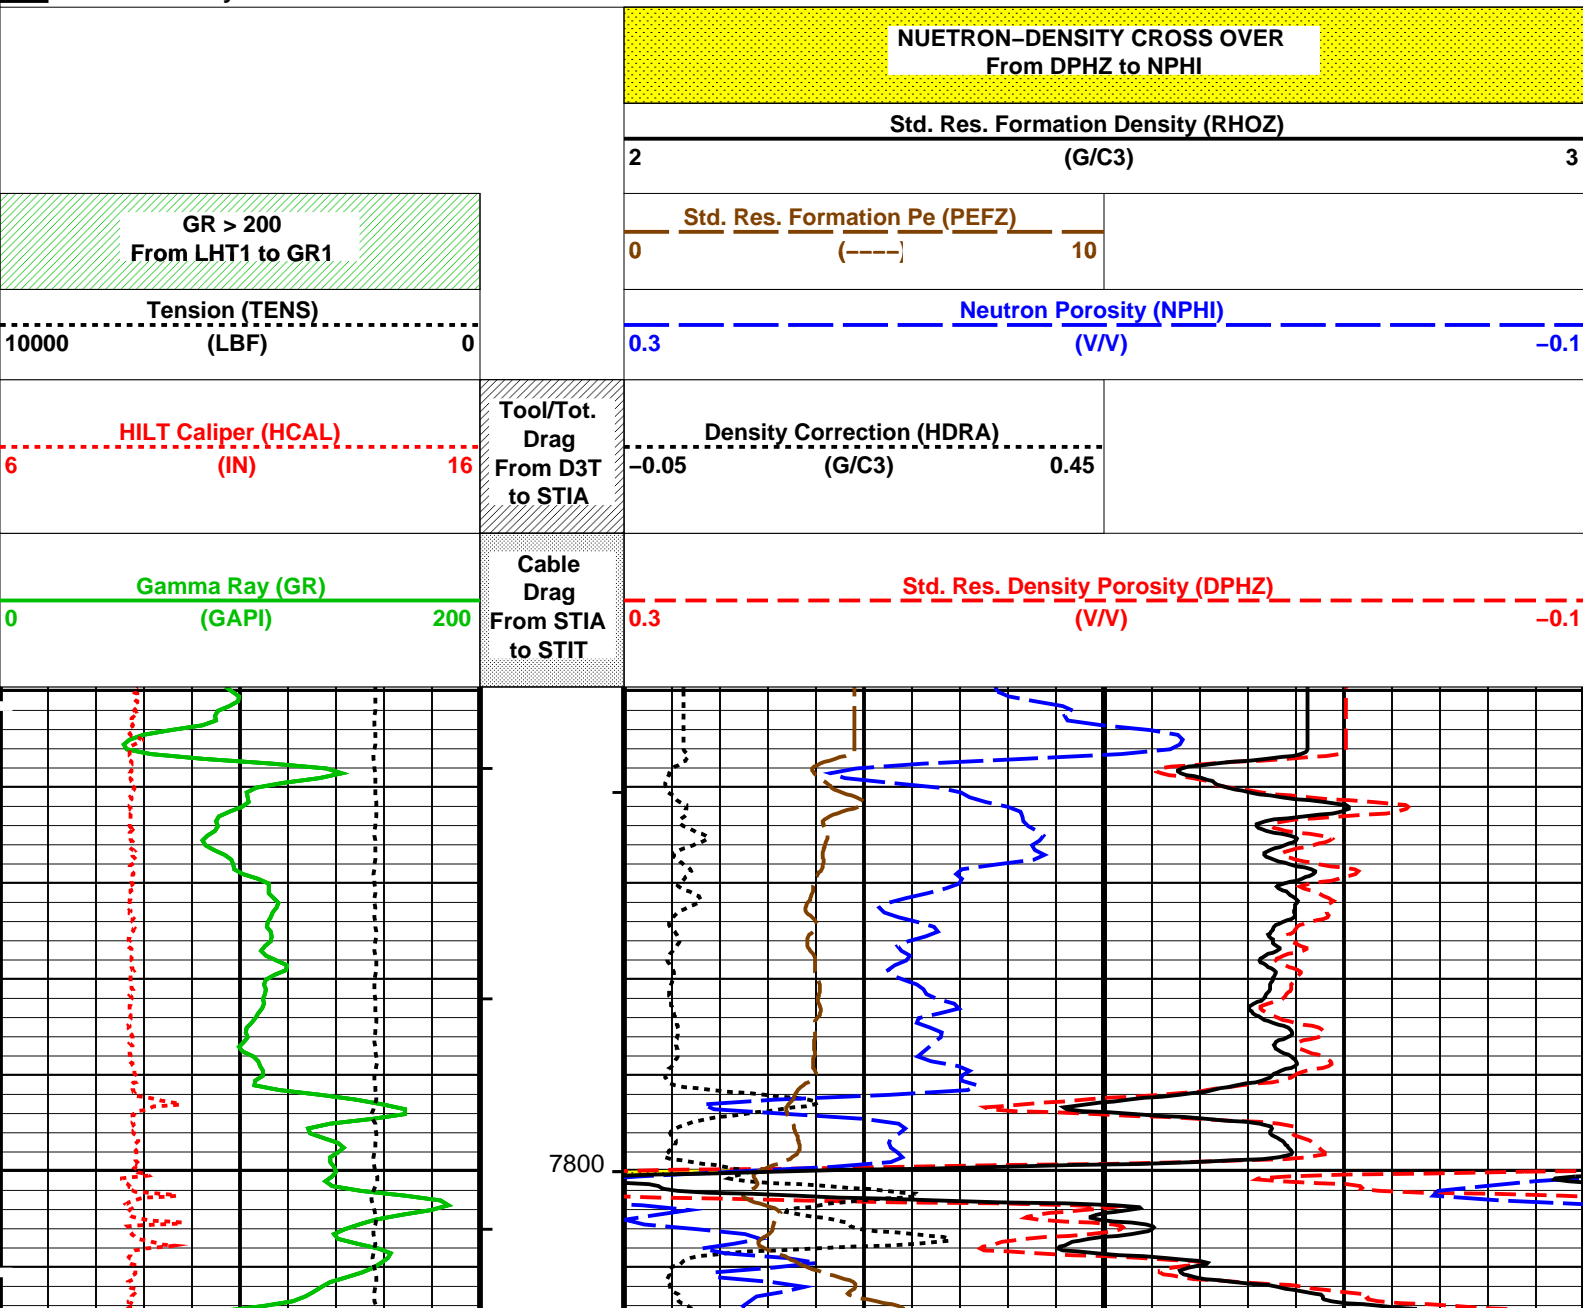 NUETRON–DENSITY CROSS OVER
From DPHZ to NPHI
Std. Res. Formation Density (RHOZ)
2 (G/C3) 3
GR > 200
From LHT1 to GR1
Std. Res. Formation Pe (PEFZ)
0 (––––) 10
Tension (TENS)
10000 (LBF) 0
Neutron Porosity (NPHI)
0.3 (V/V) –0.1
HILT Caliper (HCAL)
6 (IN) 16
Tool/Tot.
Drag
From D3T
to STIA
Density Correction (HDRA)
–0.05 (G/C3) 0.45
Gamma Ray (GR)
0 (GAPI) 200
Cable
Drag
From STIA
to STIT
Std. Res. Density Porosity (DPHZ)
0.3 (V/V) –0.1
7800